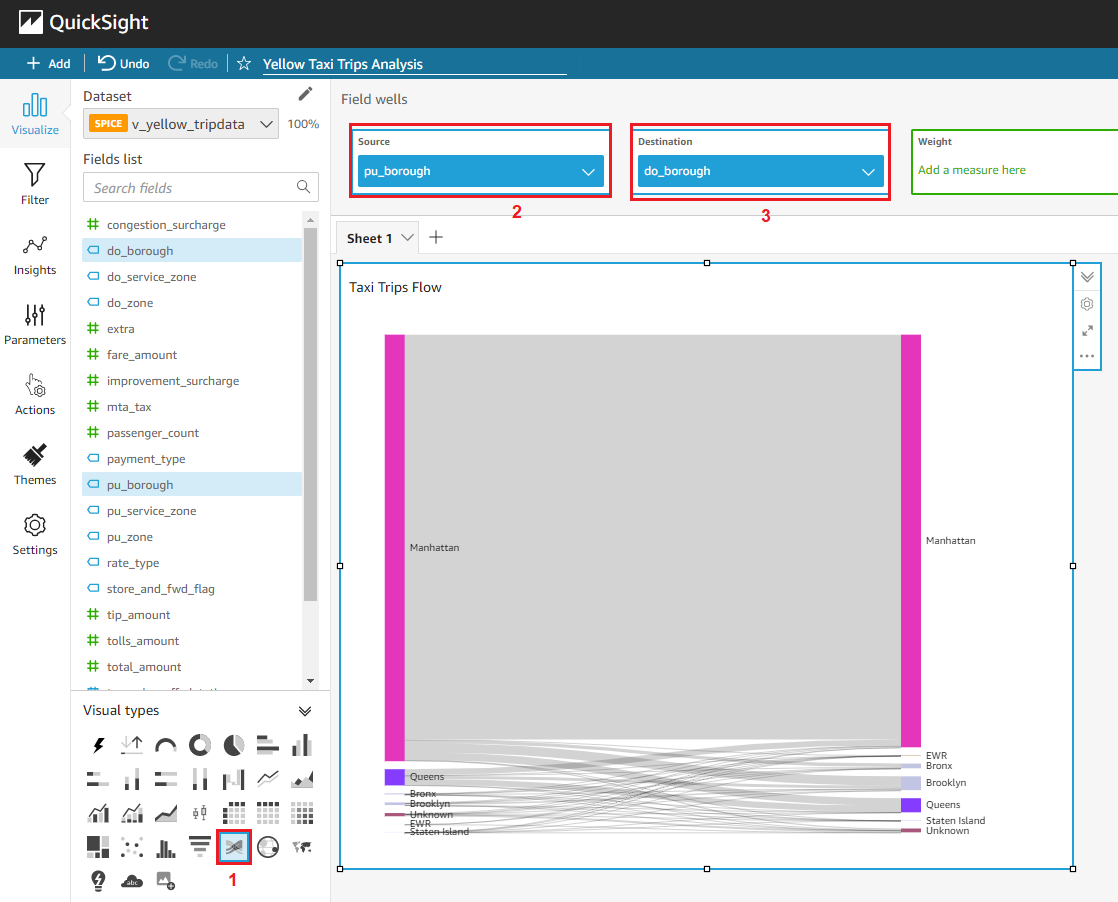 QuickSight
Add
Undo
Redo
Yellow Taxi Trips Analysis
Visualize
Filter
Insights
Parameters
Actions
Themes
Settings
Dataset
SPICE v_yellow_tripdata 100%
Fields list
Search fields
congestion_surcharge
do_borough
do_service_zone
do_zone
extra
fare_amount
improvement_surcharge
mta_tax
passenger_count
payment_type
pu_borough
pu_service_zone
pu_zone
rate_type
store_and_fwd_flag
tip_amount
tolls_amount
total_amount
Visual types
abc
1
Field wells
Source
pu_borough
2
Destination
do_borough
3
Weight
Add a measure here
Sheet 1
Taxi Trips Flow
Manhattan
Queens
Bronx
Brooklyn
Unknown
EWR
Staten Island
Manhattan
EWR
Bronx
Brooklyn
Queens
Staten Island
Unknown